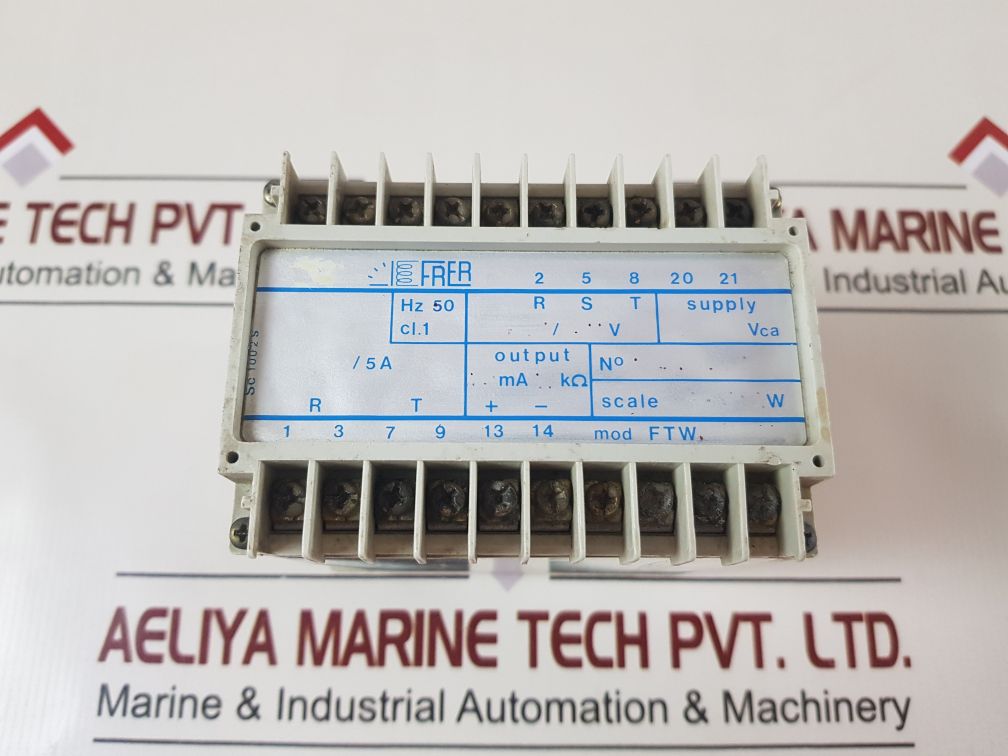 E TECH PVT.
utomation & Ma
AELIYA MARINE
Industrial Au
FRER
2 5 8 20 21
Hz 50
cl.1
R S T
/ V
supply
Vca
/5A
output
mA kΩ
Nº
scale W
R T + −
1 3 7 9 13 14 mod FTW
AELIYA MARINE TECH PVT. LTD.
Marine & Industrial Automation & Machinery